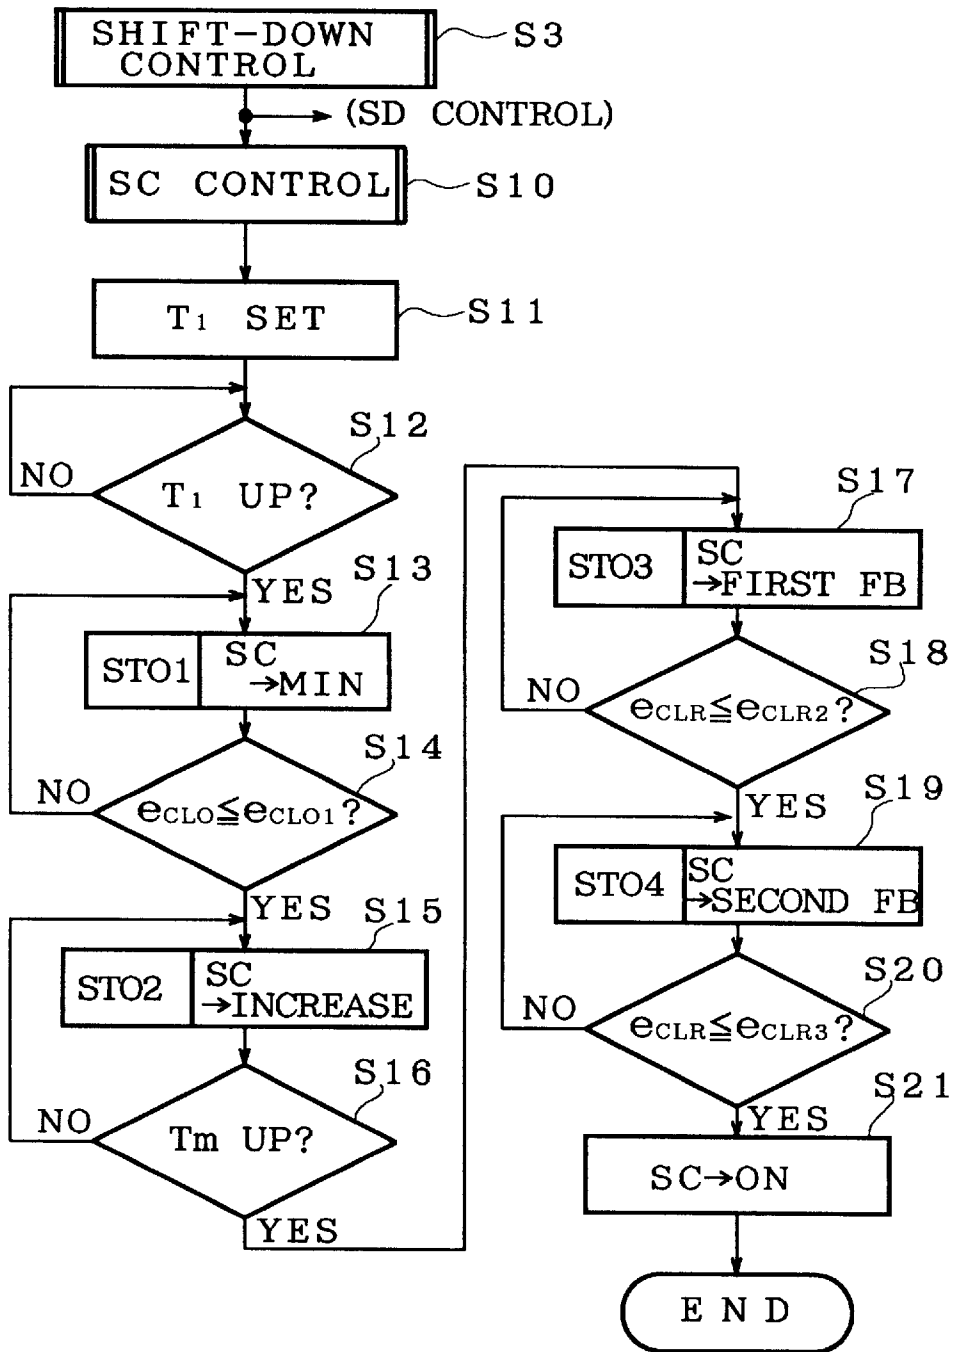 SHIFT-DOWN
CONTROL
S3
(SD CONTROL)
SC CONTROL
S10
T1 SET
S11
S12
NO
T1 UP?
YES
S13
STO1
SC
→MIN
S14
NO
eCLO≦eCLO1?
YES
S15
STO2
SC
→INCREASE
S16
NO
Tm UP?
YES
S17
STO3
SC
→FIRST FB
S18
NO
eCLR≦eCLR2?
YES
S19
STO4
SC
→SECOND FB
S20
NO
eCLR≦eCLR3?
YES
S21
SC→ON
END